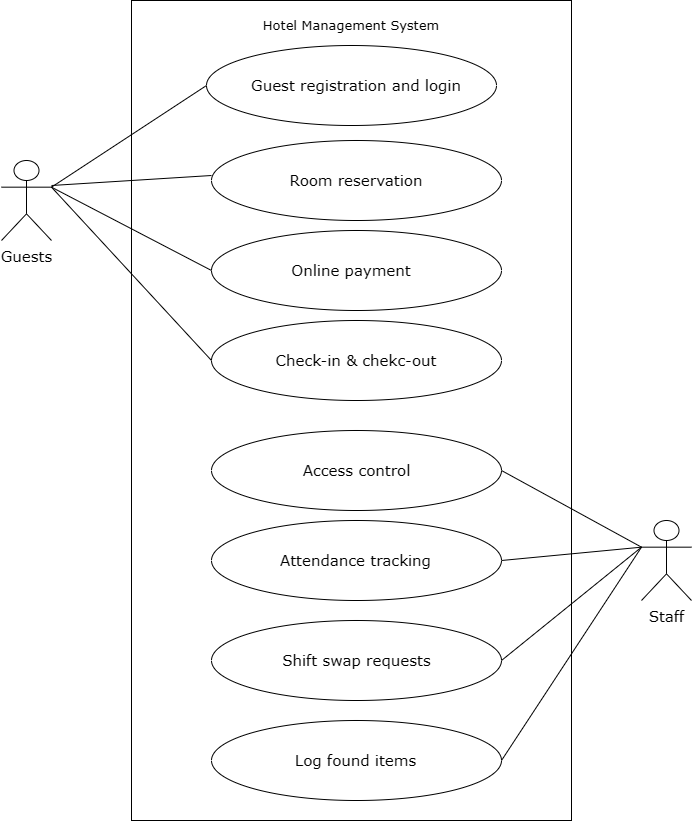 Hotel Management System
Guest registration and login
Room reservation
Online payment
Guests
Check-in & chekc-out
Access control
Attendance tracking
Staff
Shift swap requests
Log found items